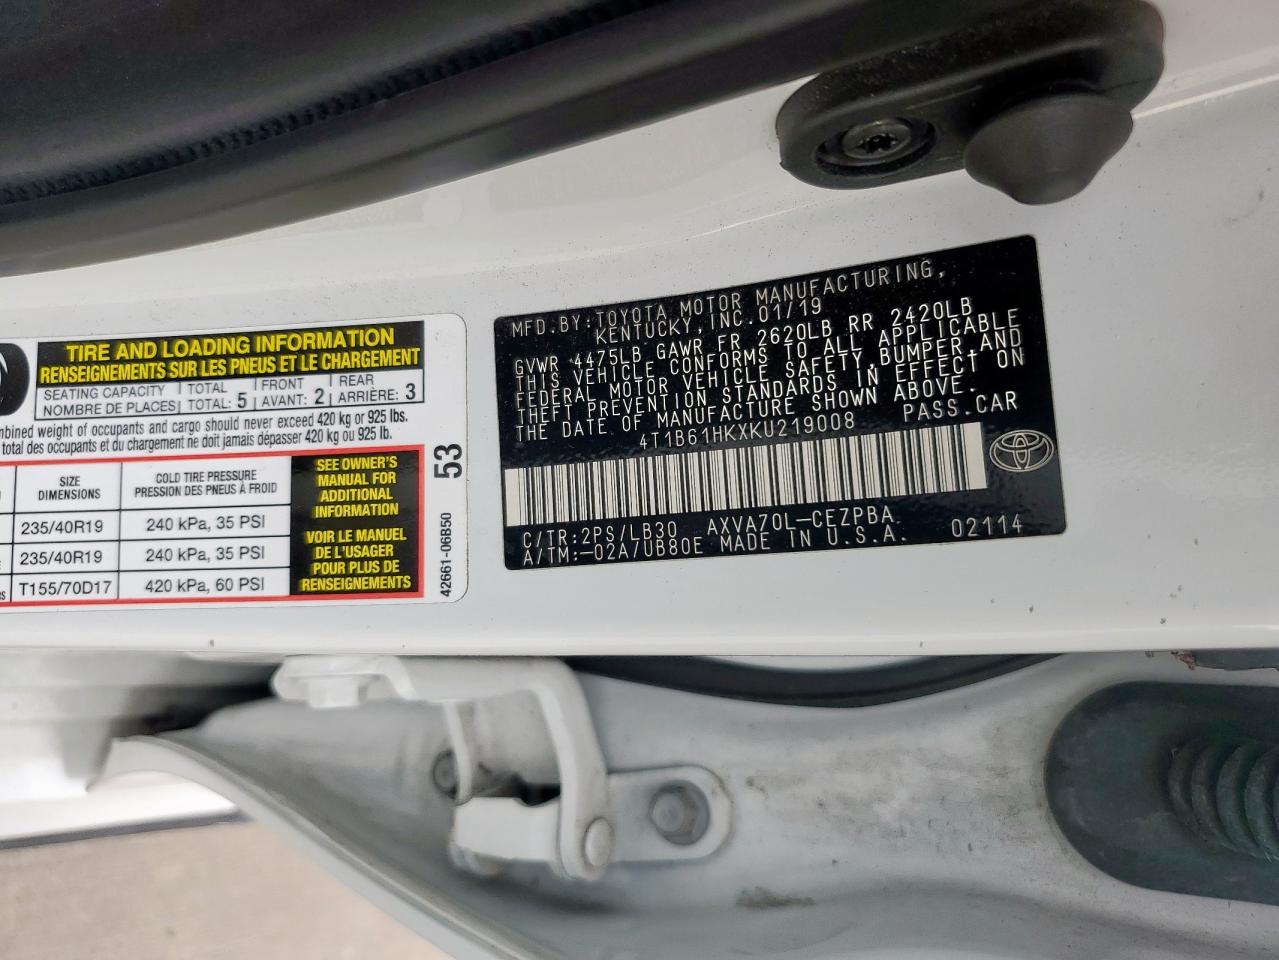 TIRE AND LOADING INFORMATION
RENSEIGNEMENTS SUR LES PNEUS ET LE CHARGEMENT
SEATING CAPACITY TOTAL FRONT REAR
NOMBRE DE PLACES TOTAL: 5 AVANT: 2 ARRIÈRE: 3
weight of occupants and cargo should never exceed 420 kg or 925 lbs.
total des occupants et du chargement ne doit jamais dépasser 420 kg ou 925 lb.
SIZE
DIMENSIONS
COLD TIRE PRESSURE
PRESSION DES PNEUS À FROID
235/40R19 240 kPa, 35 PSI
235/40R19 240 kPa, 35 PSI
T155/70D17 420 kPa, 60 PSI
SEE OWNER'S
MANUAL FOR
ADDITIONAL
INFORMATION
VOIR LE MANUEL
DE L'USAGER
POUR PLUS DE
RENSEIGNEMENTS
53
42661-06B50
MFD. BY: TOYOTA MOTOR MANUFACTURING,
KENTUCKY, INC. 01/19
GVWR 4475LB GAWR FR 2620LB RR 2420LB
THIS VEHICLE CONFORMS TO ALL APPLICABLE
FEDERAL MOTOR VEHICLE SAFETY, BUMPER, AND
THEFT PREVENTION STANDARDS IN EFFECT ON
THE DATE OF MANUFACTURE SHOWN ABOVE.
4T1B61HKXKU219008 PASS. CAR
C/TR: 2PS/LB30 AXVA70L-CEZPBA
A/TM: -02A/UB80E MADE IN U.S.A. 02114